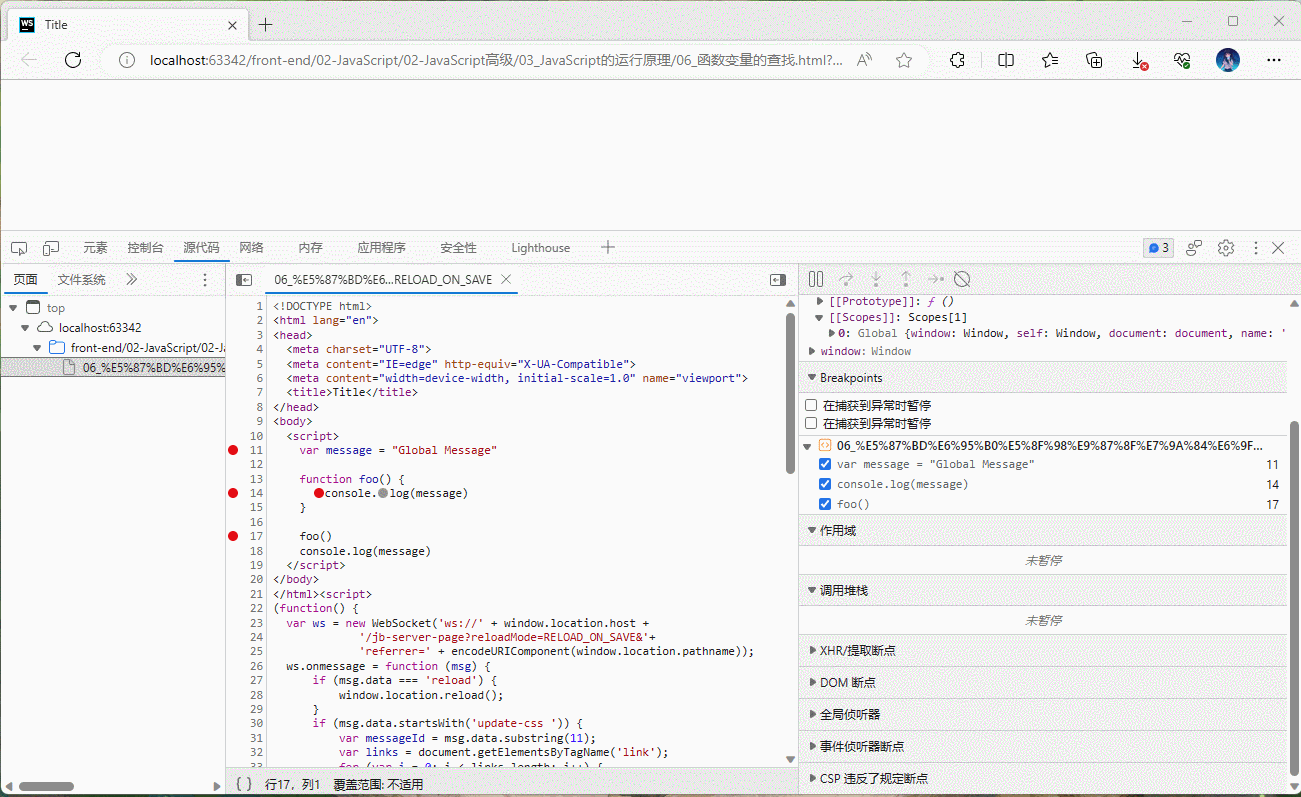 WS Title
localhost:63342/front-end/02-JavaScript/02-JavaScript高级/03_JavaScript的运行原理/06_函数变量的查找.html?...
元素 控制台 源代码 网络 内存 应用程序 安全性 Lighthouse 3
页面 文件系统
top
localhost:63342
front-end/02-JavaScript/02-Ja
06_%E5%87%BD%E6%95%
06_%E5%87%BD%E6...RELOAD_ON_SAVE
1 <!DOCTYPE html>
2 <html lang="en">
3 <head>
4 <meta charset="UTF-8">
5 <meta content="IE=edge" http-equiv="X-UA-Compatible">
6 <meta content="width=device-width, initial-scale=1.0" name="viewport">
7 <title>Title</title>
8 </head>
9 <body>
10 <script>
11 var message = "Global Message"
12
13 function foo() {
14 console.log(message)
15 }
16
17 foo()
18 console.log(message)
19 </script>
20 </body>
21 </html><script>
22 (function() {
23 var ws = new WebSocket('ws://' + window.location.host +
24 '/jb-server-page?reloadMode=RELOAD_ON_SAVE&'+
25 'referrer=' + encodeURIComponent(window.location.pathname));
26 ws.onmessage = function (msg) {
27 if (msg.data === 'reload') {
28 window.location.reload();
29 }
30 if (msg.data.startsWith('update-css ')) {
31 var messageId = msg.data.substring(11);
32 var links = document.getElementsByTagName('link');
33 for (var i = 0; i < links.length; i++) {
{ } 行17，列1 覆盖范围: 不适用
[[Prototype]]: ƒ ()
[[Scopes]]: Scopes[1]
0: Global {window: Window, self: Window, document: document, name: '
window: Window
Breakpoints
在捕获到异常时暂停
在捕获到异常时暂停
06_%E5%87%BD%E6%95%B0%E5%8F%98%E9%87%8F%E7%9A%84%E6%9F...
var message = "Global Message" 11
console.log(message) 14
foo() 17
作用域
未暂停
调用堆栈
未暂停
XHR/提取断点
DOM 断点
全局侦听器
事件侦听器断点
CSP 违反了规定断点